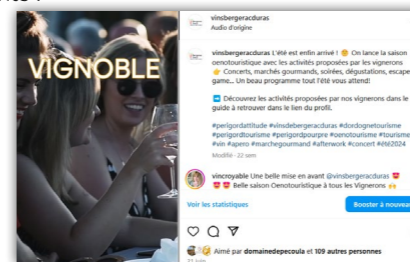 VIGNOBLE
vinsbergeracduras
Audio d'origine
vinsbergeracduras L'été est enfin arrivé ! 🌞 On lance la saison
oenotouristique avec les activités proposées par les vignerons
👉 Concerts, marchés gourmands, soirées, dégustations, escape
game... Un beau programme tout l'été vous attend!
➡️ Découvrez les activités proposées par nos vignerons dans le
guide à retrouver dans le lien du profil.
#perigordattitude #vinsdebergeracduras #dordognetourisme
#perigordtourisme #perigordpourpre #oenotourisme #tourisme
#vin #apero #marchegourmand #afterwork #concert #été2024
Modifié · 22 sem
vincroyable Une belle mise en avant @vinsbergeracduras 😍
😍😍 Belle saison Oenotouristique à tous les Vignerons 🙌
Voir les statistiques
Booster à nouveau
Aimé par domainedepecoula et 109 autres personnes